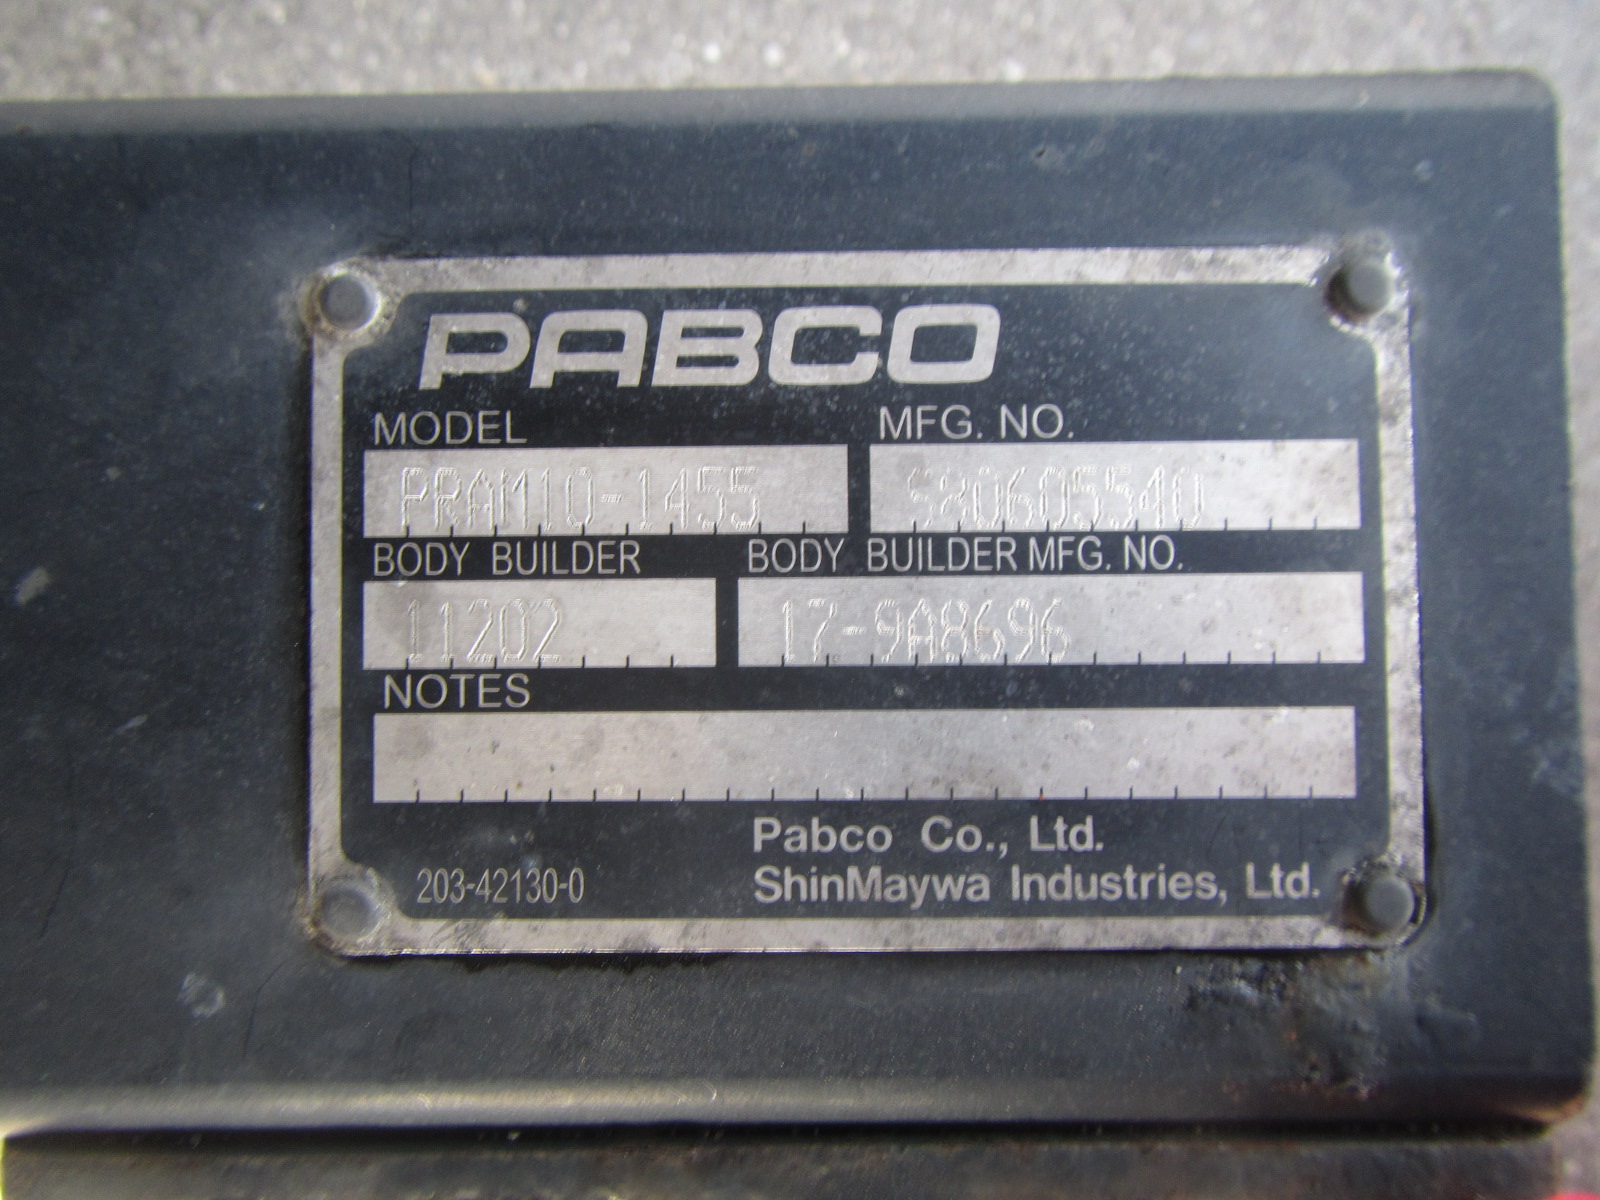 PABCO
MODEL MFG. NO.
PRAM10-1455 S80605540
BODY BUILDER BODY BUILDER MFG. NO.
11202 17-9A8696
NOTES
Pabco Co., Ltd.
203-42130-0 ShinMaywa Industries, Ltd.